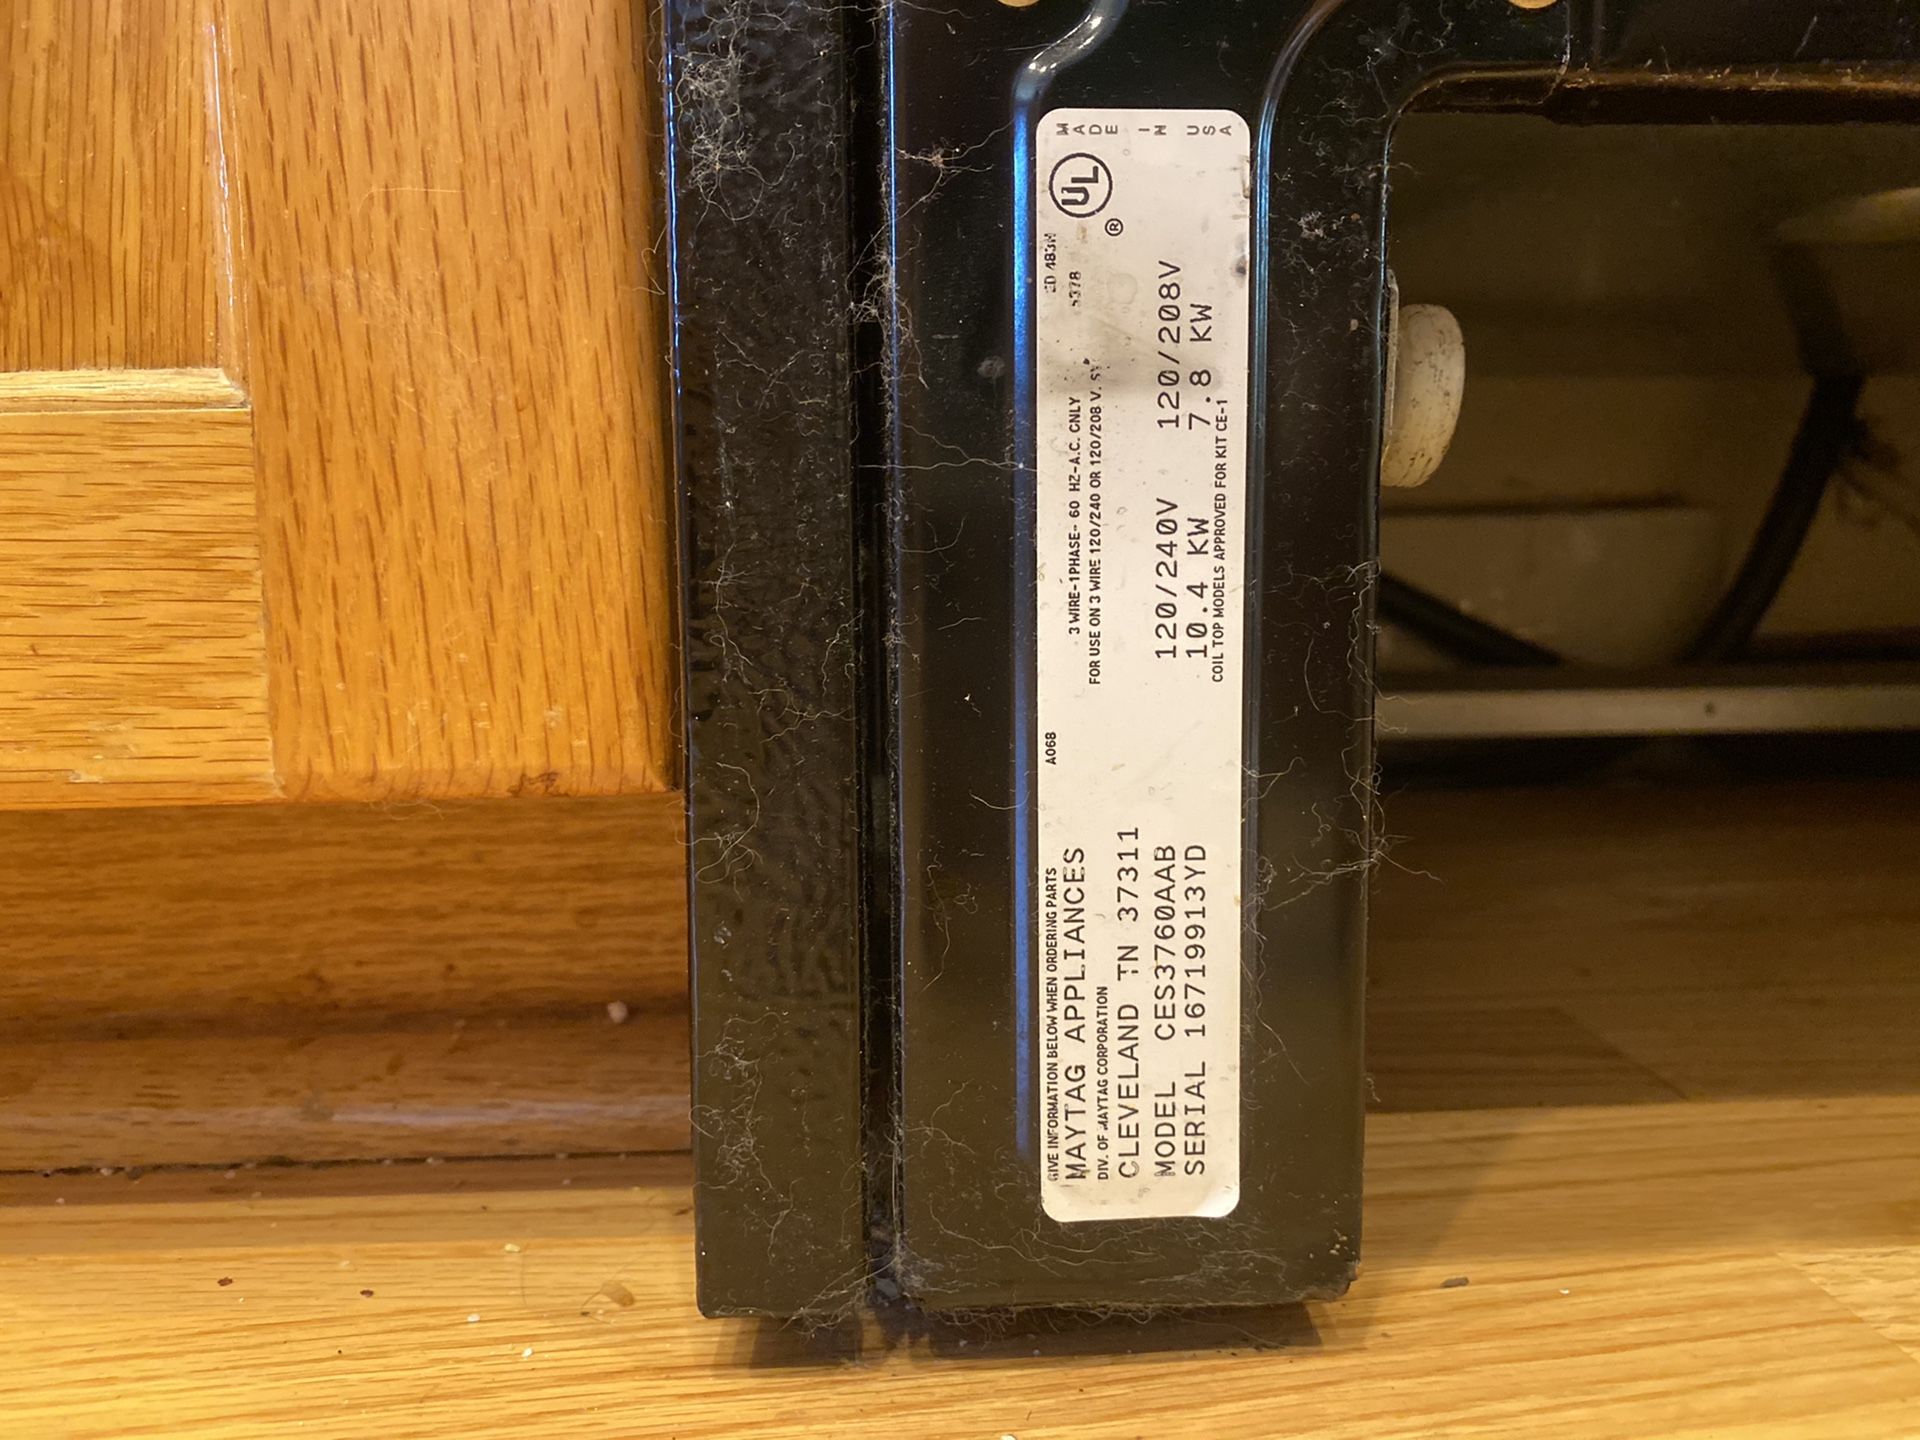 GIVE INFORMATION BELOW WHEN ORDERING PARTS
MAYTAG APPLIANCES
DIV. OF MAYTAG CORPORATION
CLEVELAND TN 37311
MODEL CES3760AAB
SERIAL 16719913YD
A068
3 WIRE-1PHASE- 60 HZ-A.C. ONLY
FOR USE ON 3 WIRE 120/240 OR 120/208 V.
120/240V 120/208V
10.4 KW 7.8 KW
COIL TOP MODELS APPROVED FOR KIT CE-1
UL
®
MADE
IN
USA